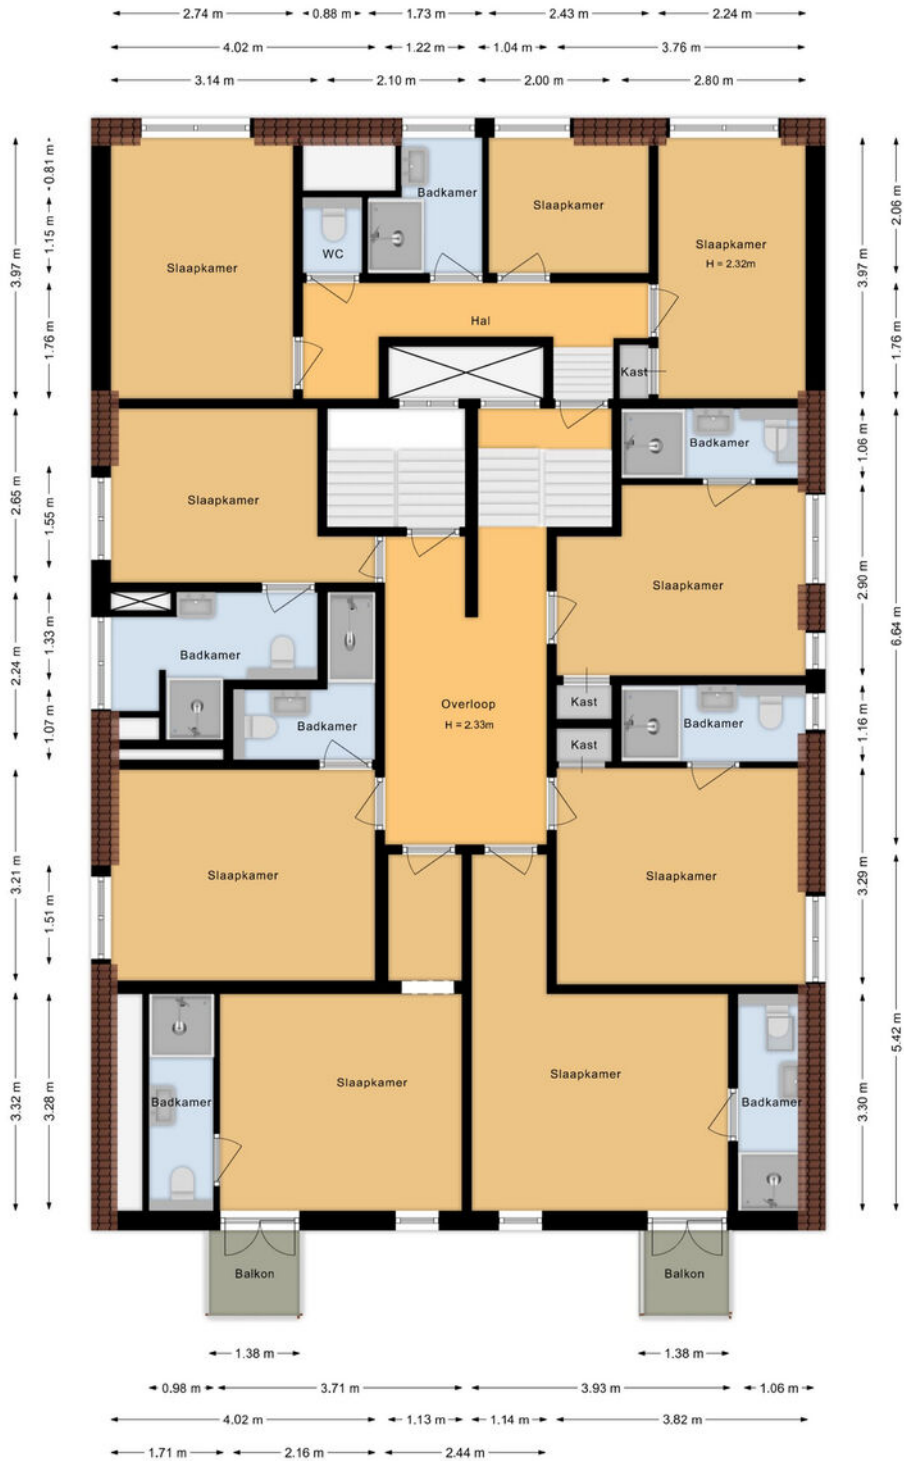 2.74 m 0.88 m 1.73 m 2.43 m 2.24 m
4.02 m 1.22 m 1.04 m 3.76 m
3.14 m 2.10 m 2.00 m 2.80 m
0.81 m
3.97 m
1.15 m
1.76 m
2.06 m
3.97 m
1.76 m
Badkamer
Slaapkamer
WC
Slaapkamer
Slaapkamer
H = 2.32m
Hal
Kast
2.65 m
1.55 m
1.06 m
Badkamer
Slaapkamer
Slaapkamer
2.90 m
6.64 m
2.24 m
1.33 m
1.07 m
Badkamer
Badkamer
Overloop
H = 2.33m
Kast
Kast
Badkamer
1.16 m
3.21 m
1.51 m
Slaapkamer
Slaapkamer
3.29 m
5.42 m
3.32 m
3.28 m
Badkamer
Slaapkamer
Slaapkamer
Badkamer
3.30 m
Balkon
Balkon
1.38 m 1.38 m
0.98 m 3.71 m 3.93 m 1.06 m
4.02 m 1.13 m 1.14 m 3.82 m
1.71 m 2.16 m 2.44 m